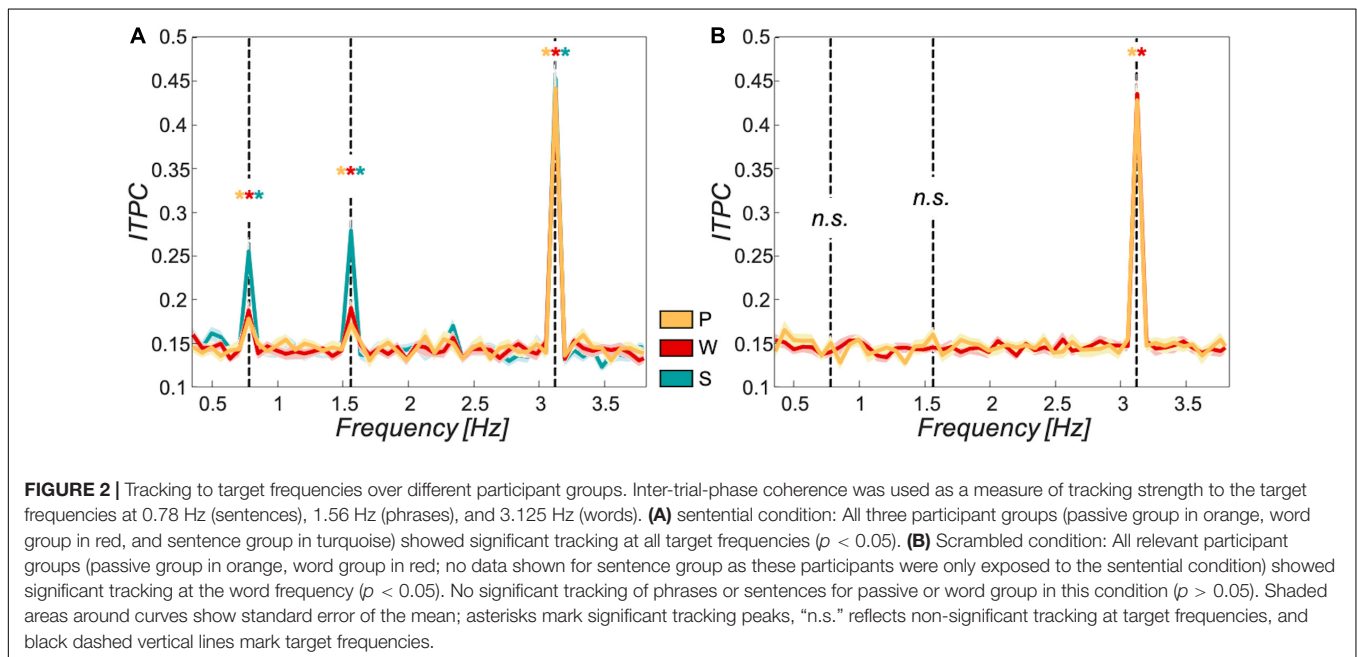 A
B
0.5
0.45
0.4
0.35
0.3
0.25
0.2
0.15
0.1
ITPC
***
***
***
0.5 1 1.5 2 2.5 3 3.5
Frequency [Hz]
P
W
S
0.5
0.45
0.4
0.35
0.3
0.25
0.2
0.15
0.1
ITPC
n.s.
n.s.
**
0.5 1 1.5 2 2.5 3 3.5
Frequency [Hz]
FIGURE 2 | Tracking to target frequencies over different participant groups. Inter-trial-phase coherence was used as a measure of tracking strength to the target
frequencies at 0.78 Hz (sentences), 1.56 Hz (phrases), and 3.125 Hz (words). (A) sentential condition: All three participant groups (passive group in orange, word
group in red, and sentence group in turquoise) showed significant tracking at all target frequencies (p < 0.05). (B) Scrambled condition: All relevant participant
groups (passive group in orange, word group in red; no data shown for sentence group as these participants were only exposed to the sentential condition) showed
significant tracking at the word frequency (p < 0.05). No significant tracking of phrases or sentences for passive or word group in this condition (p > 0.05). Shaded
areas around curves show standard error of the mean; asterisks mark significant tracking peaks, “n.s.” reflects non-significant tracking at target frequencies, and
black dashed vertical lines mark target frequencies.